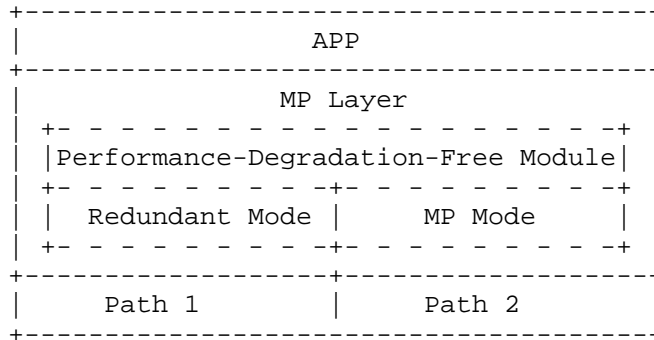 APP
MP Layer
Performance-Degradation-Free Module
Redundant Mode | MP Mode
Path 1 | Path 2